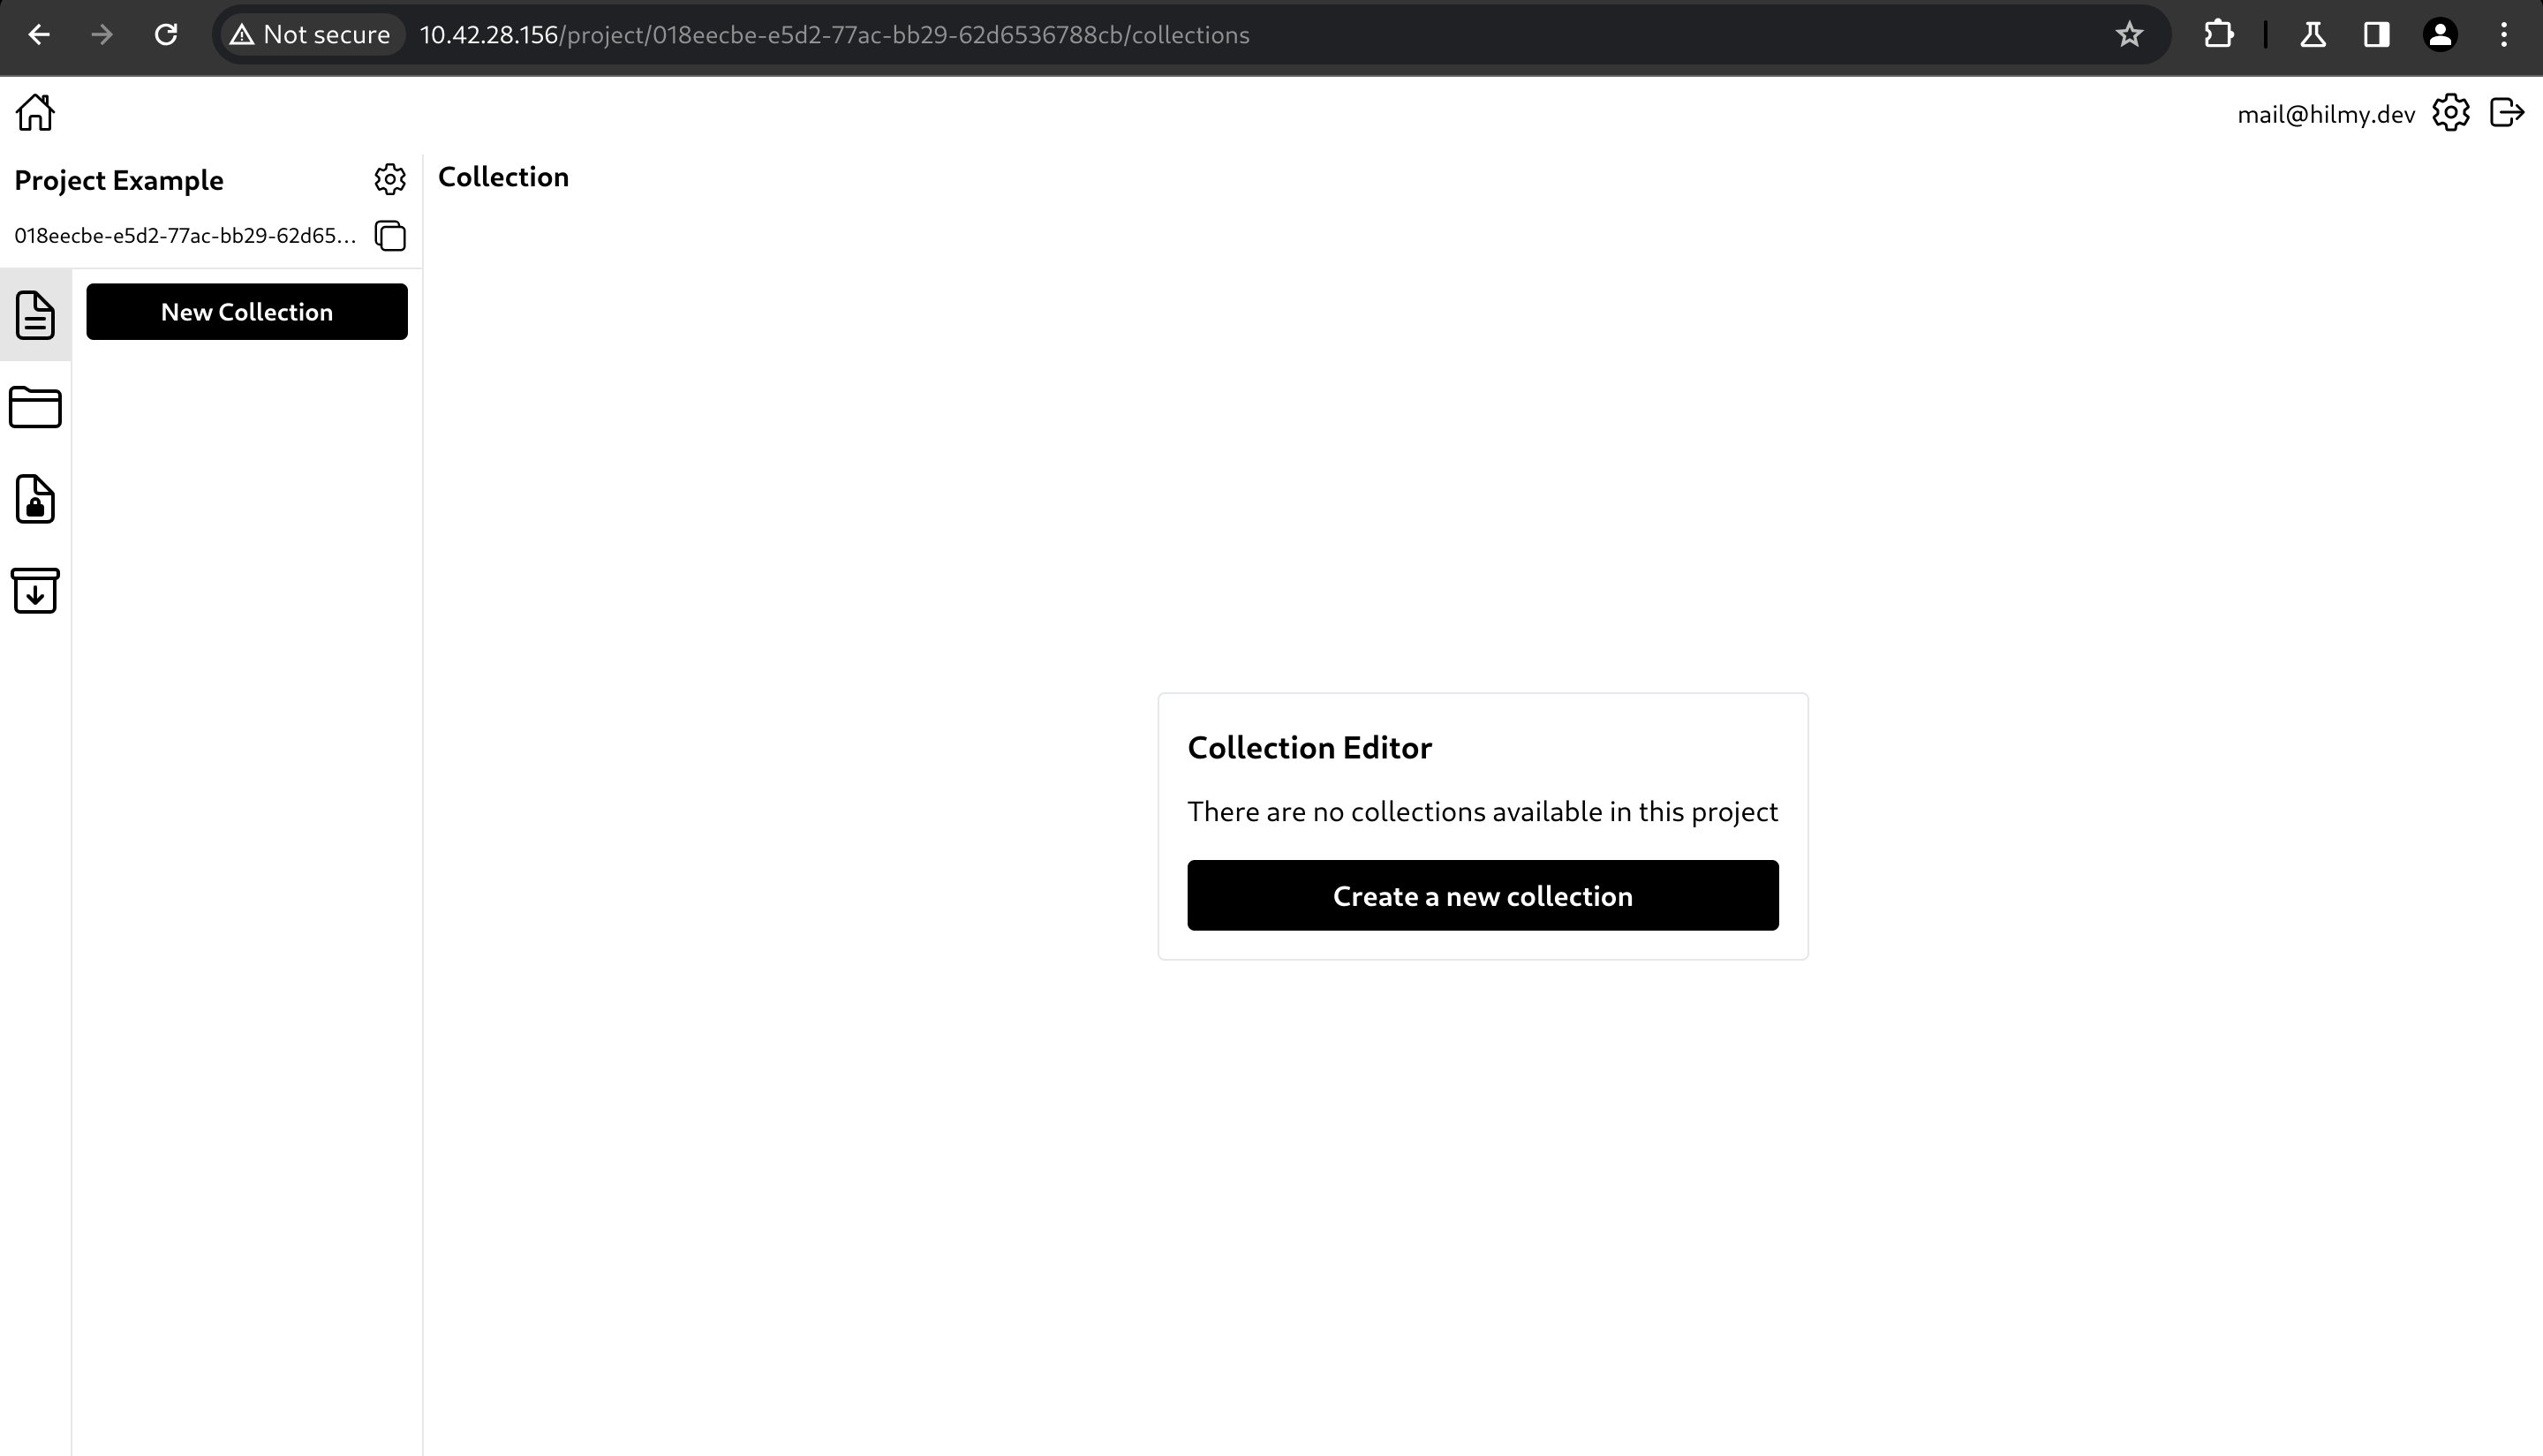 Not secure 10.42.28.156/project/018eecbe-e5d2-77ac-bb29-62d6536788cb/collections
mail@hilmy.dev
Project Example
018eecbe-e5d2-77ac-bb29-62d65...
Collection
New Collection
Collection Editor
There are no collections available in this project
Create a new collection